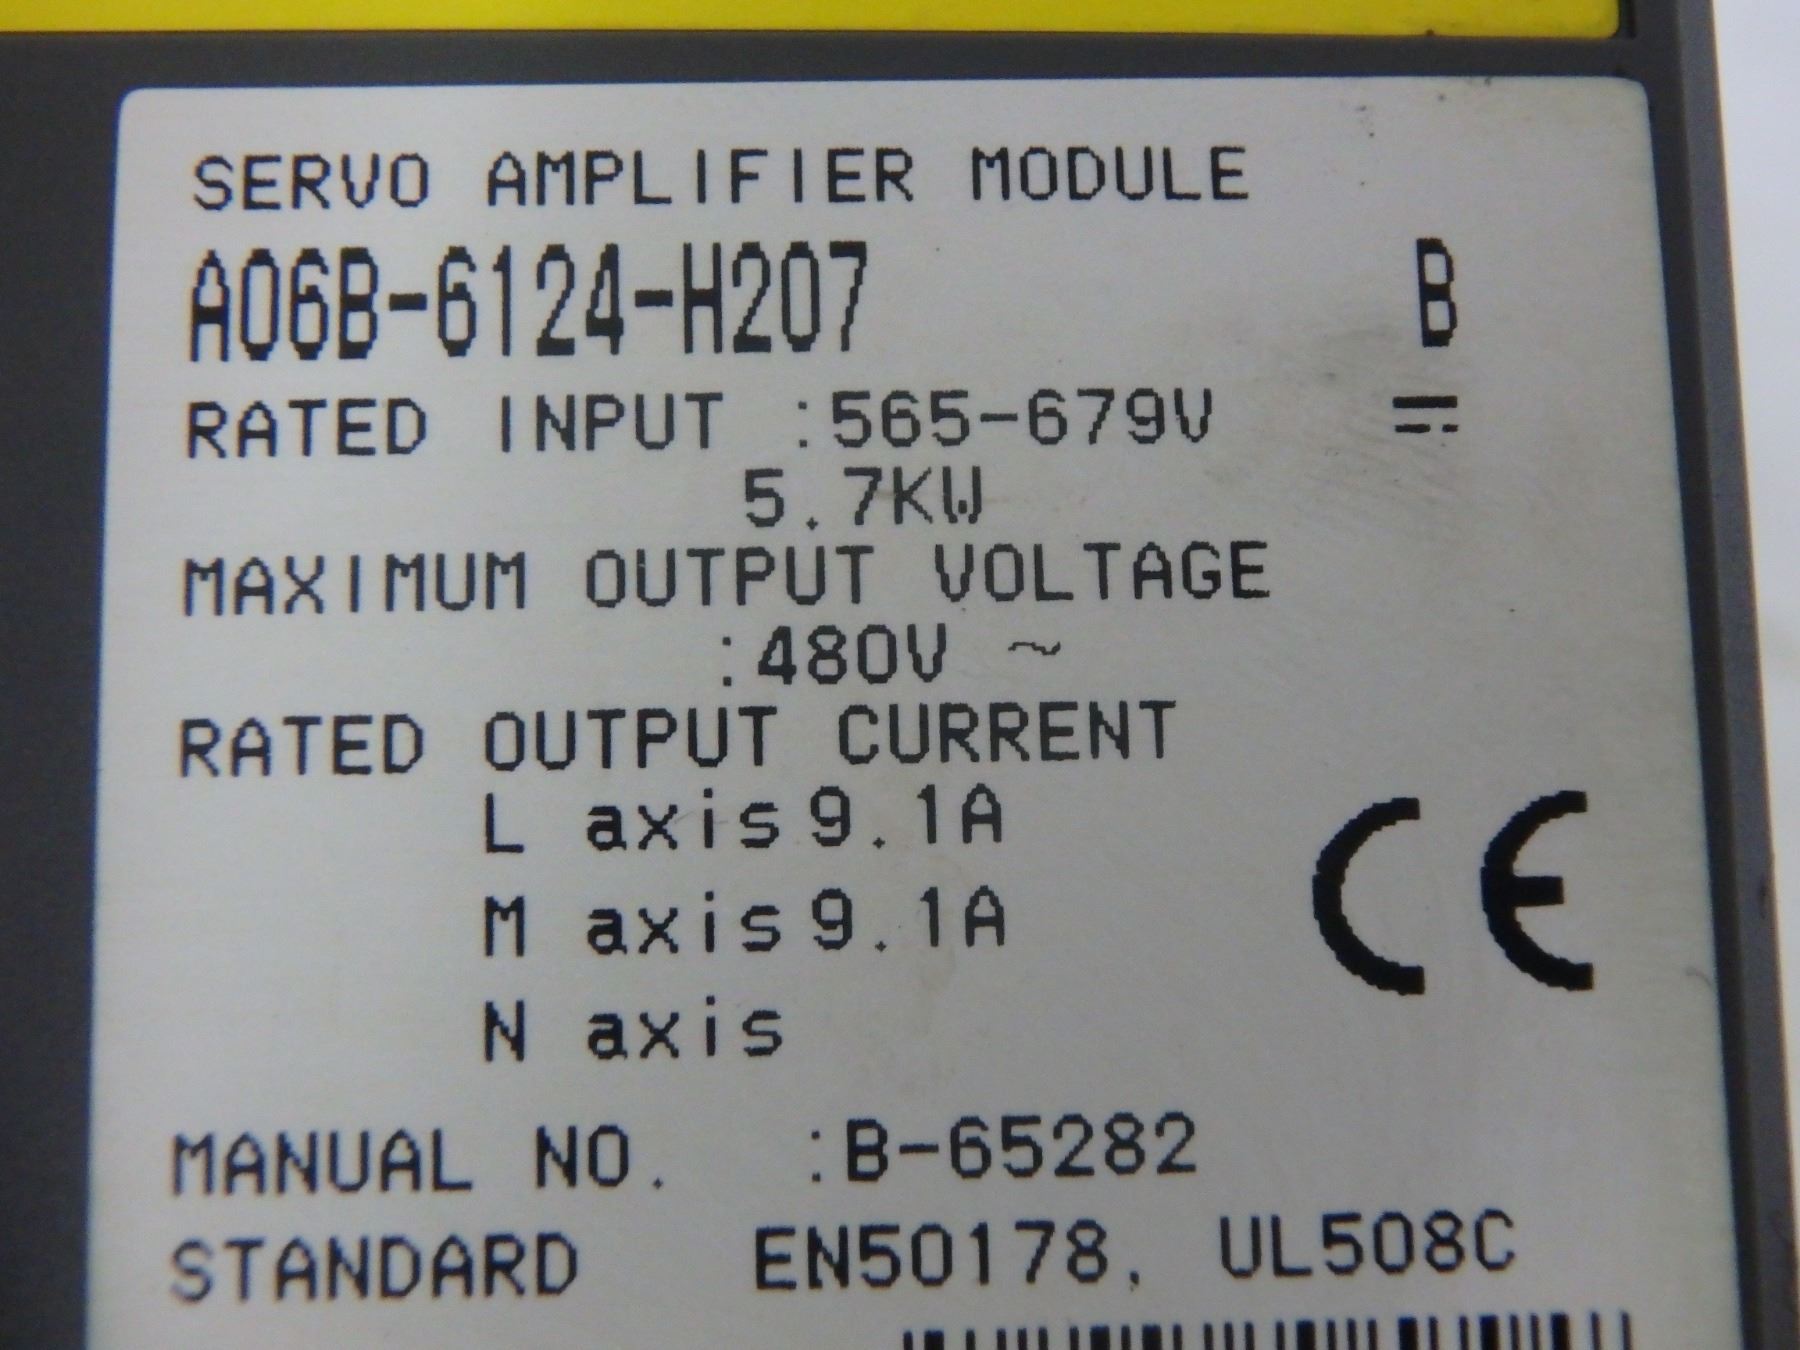 SERVO AMPLIFIER MODULE
A06B-6124-H207 B
RATED INPUT :565-679V ⎓
5.7KW
MAXIMUM OUTPUT VOLTAGE
:480V ~
RATED OUTPUT CURRENT
L axis 9.1A
M axis 9.1A
N axis
CE
MANUAL NO. :B-65282
STANDARD EN50178, UL508C